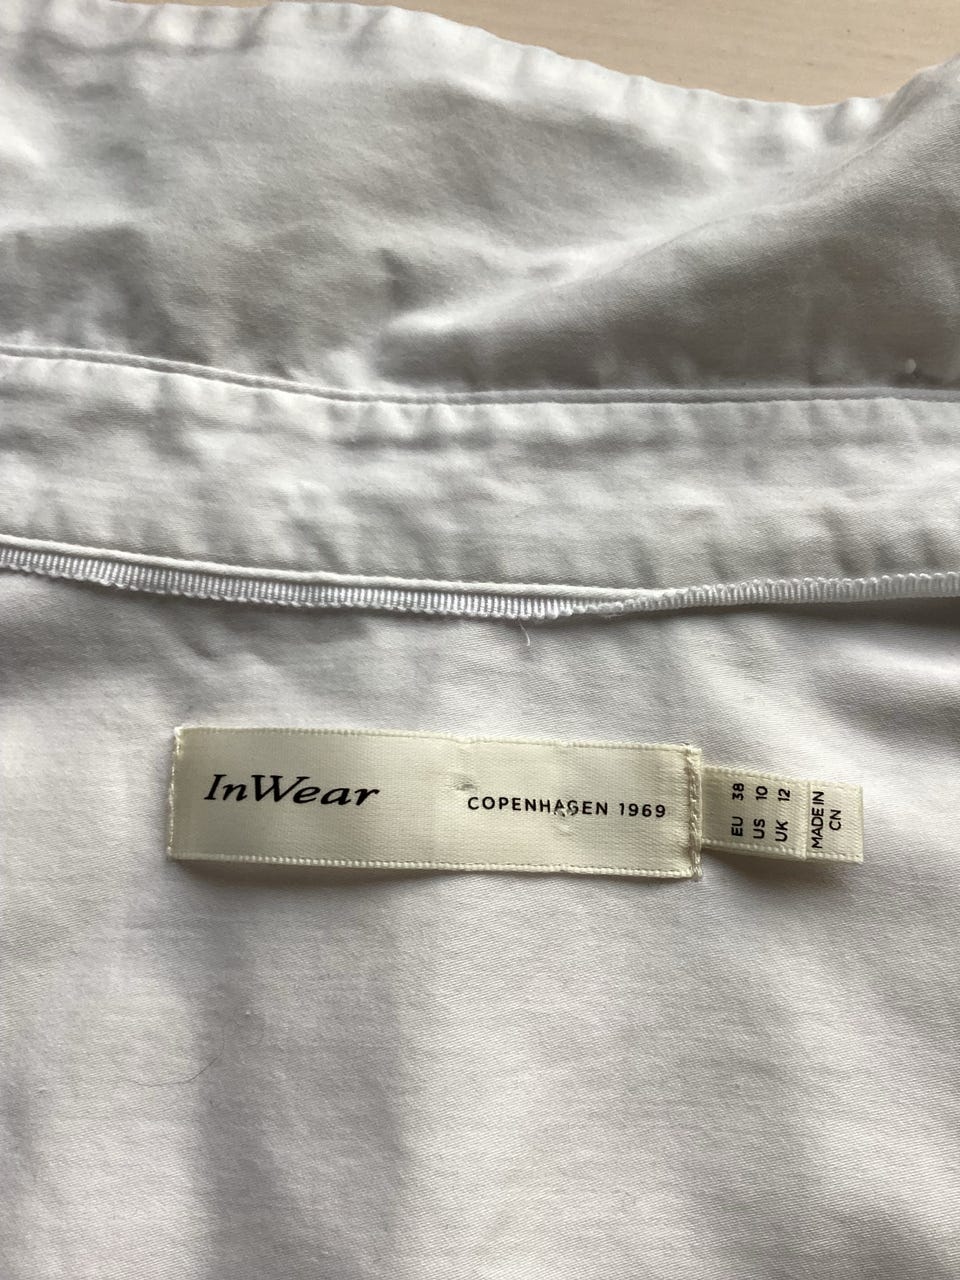 InWear
COPENHAGEN 1969
EU 38
US 10
UK 12
MADE IN
CN